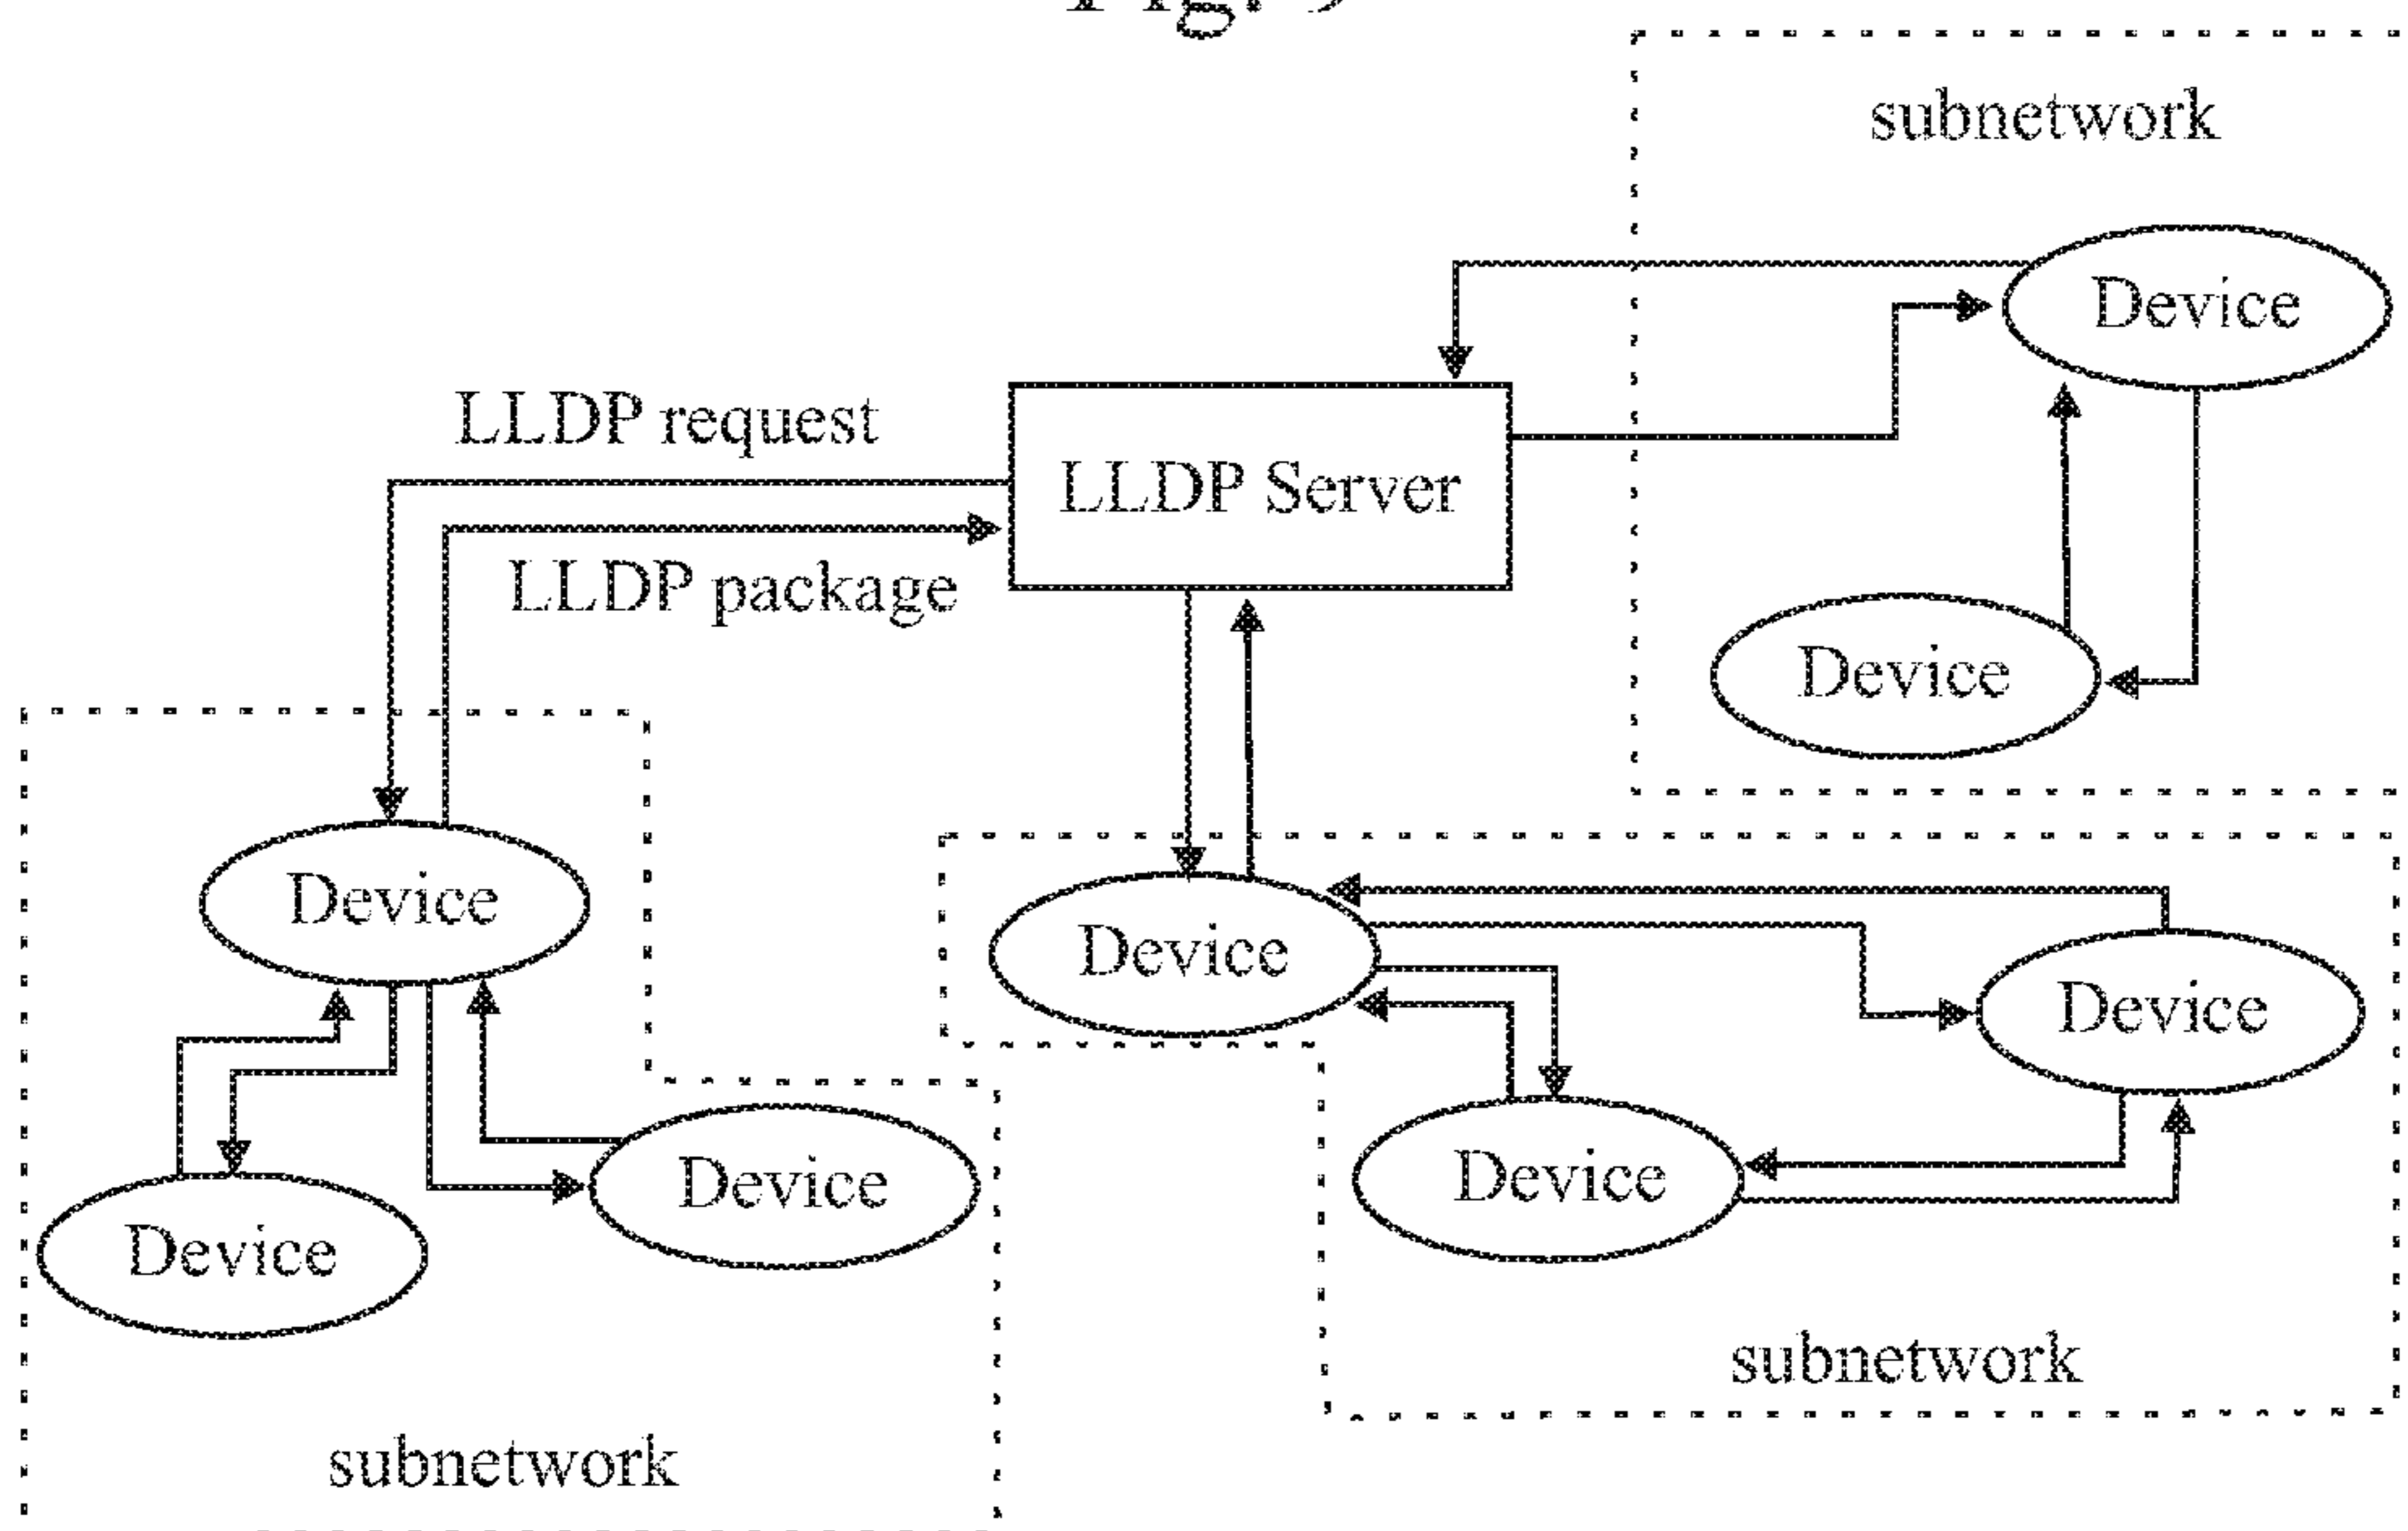 subnetwork
Device
LLDP request
LLDP Server
LLDP package
Device
Device
Device
Device
Device
Device
Device
subnetwork
subnetwork